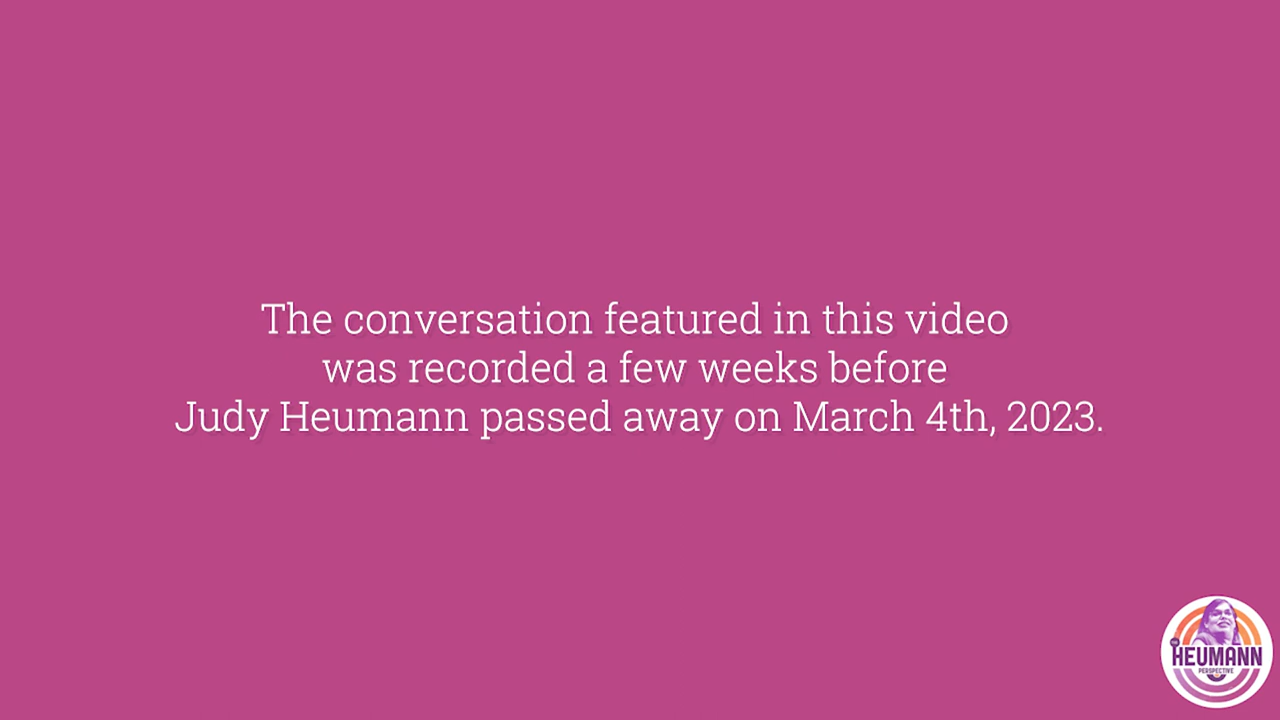 The conversation featured in this video
was recorded a few weeks before
Judy Heumann passed away on March 4th, 2023.
THE
HEUMANN
PERSPECTIVE